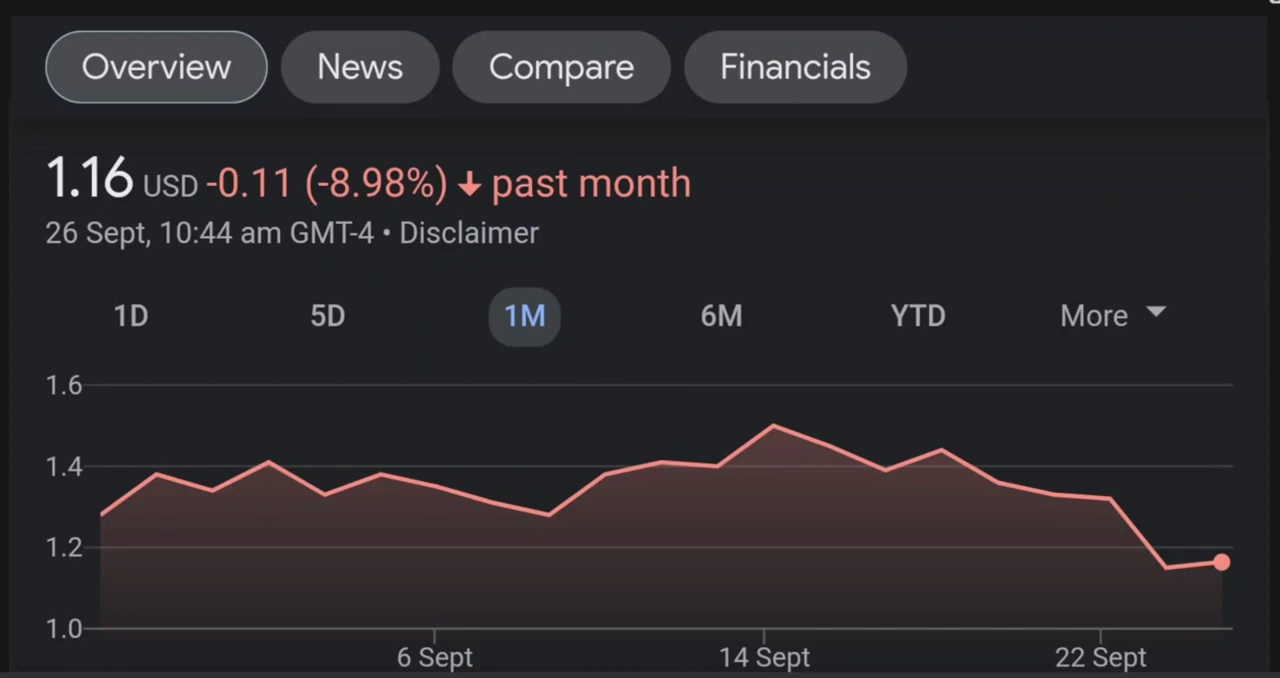 Overview News Compare Financials
1.16 USD -0.11 (-8.98%) ↓ past month
26 Sept, 10:44 am GMT-4 • Disclaimer
1D 5D 1M 6M YTD More
1.6
1.4
1.2
1.0
6 Sept 14 Sept 22 Sept